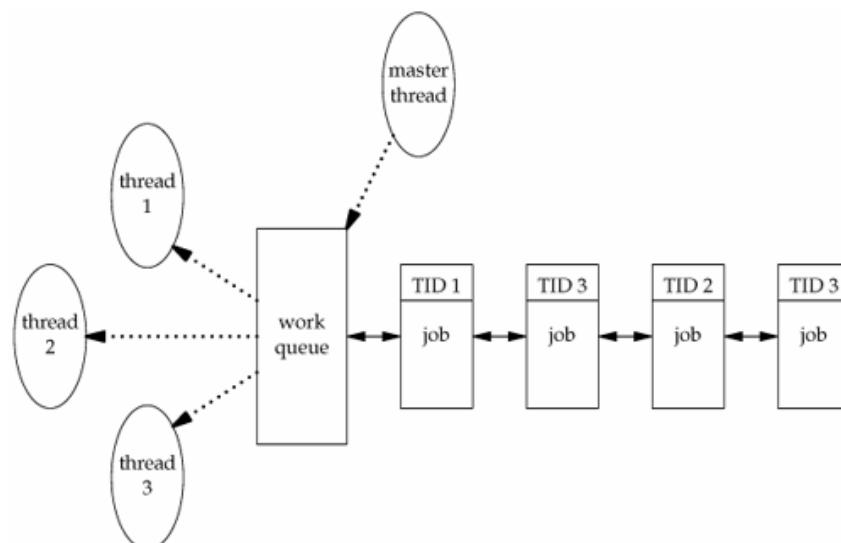 master
thread
thread
1
thread
2
thread
3
work
queue
TID 1
job
TID 3
job
TID 2
job
TID 3
job